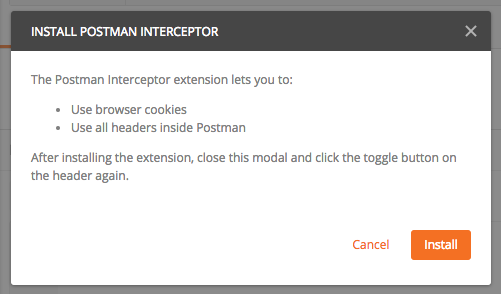 INSTALL POSTMAN INTERCEPTOR
The Postman Interceptor extension lets you to:
• Use browser cookies
• Use all headers inside Postman
After installing the extension, close this modal and click the toggle button on
the header again.
Cancel
Install